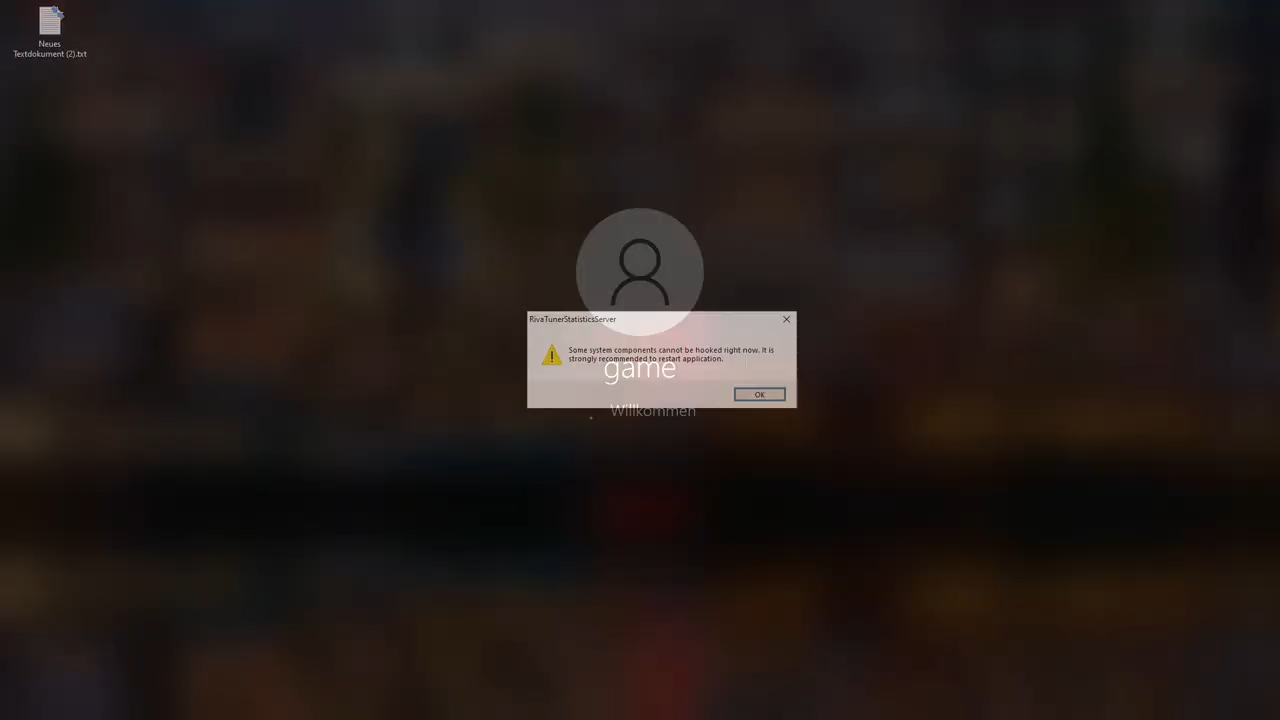 Neues
Textdokument (2).txt
RivaTunerStatisticsServer
Some system components cannot be hooked right now. It is
strongly recommended to restart application.
game
OK
Willkommen